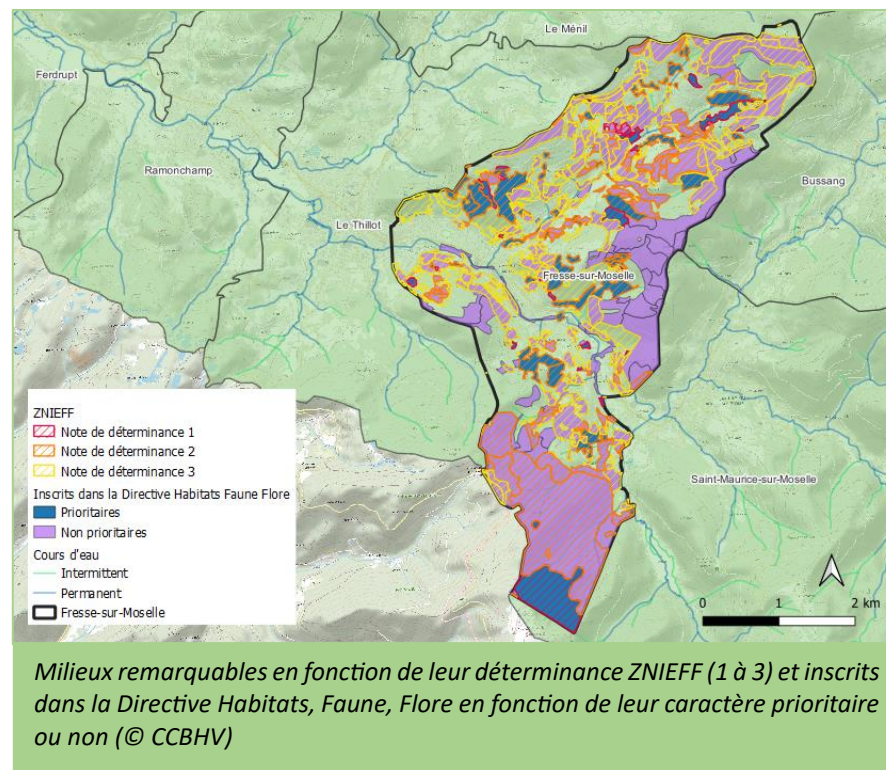 Le Ménil
Ferdrupt
Ramonchamp
Bussang
Le Thillot
Fresse-sur-Moselle
Saint-Maurice-sur-Moselle
ZNIEFF
Note de déterminance 1
Note de déterminance 2
Note de déterminance 3
Inscrits dans la Directive Habitats Faune Flore
Prioritaires
Non prioritaires
Cours d'eau
Intermittent
Permanent
Fresse-sur-Moselle
0 1 2 km
Milieux remarquables en fonction de leur déterminance ZNIEFF (1 à 3) et inscrits
dans la Directive Habitats, Faune, Flore en fonction de leur caractère prioritaire
ou non (© CCBHV)